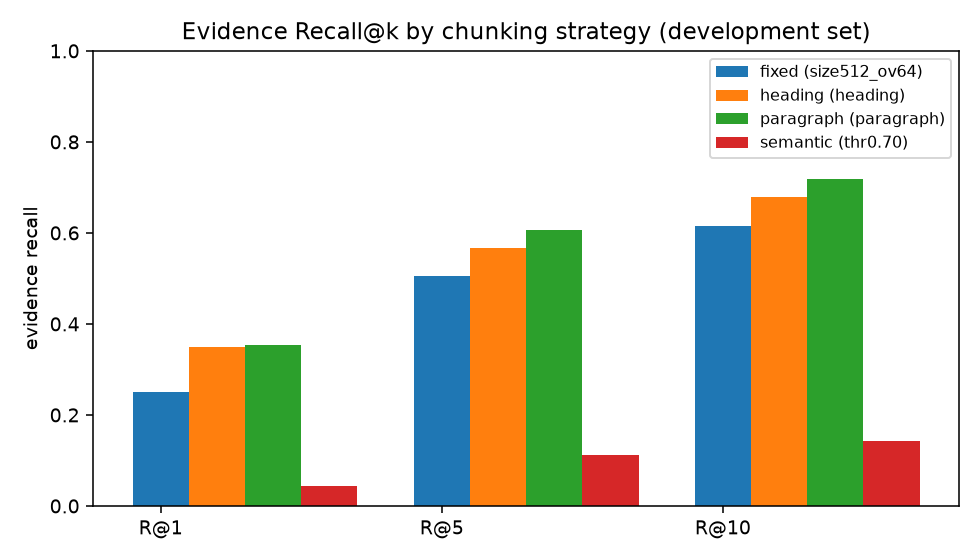 Evidence Recall@k by chunking strategy (development set)
fixed (size512_ov64)
heading (heading)
paragraph (paragraph)
semantic (thr0.70)
evidence recall
1.0
0.8
0.6
0.4
0.2
0.0
R@1
R@5
R@10